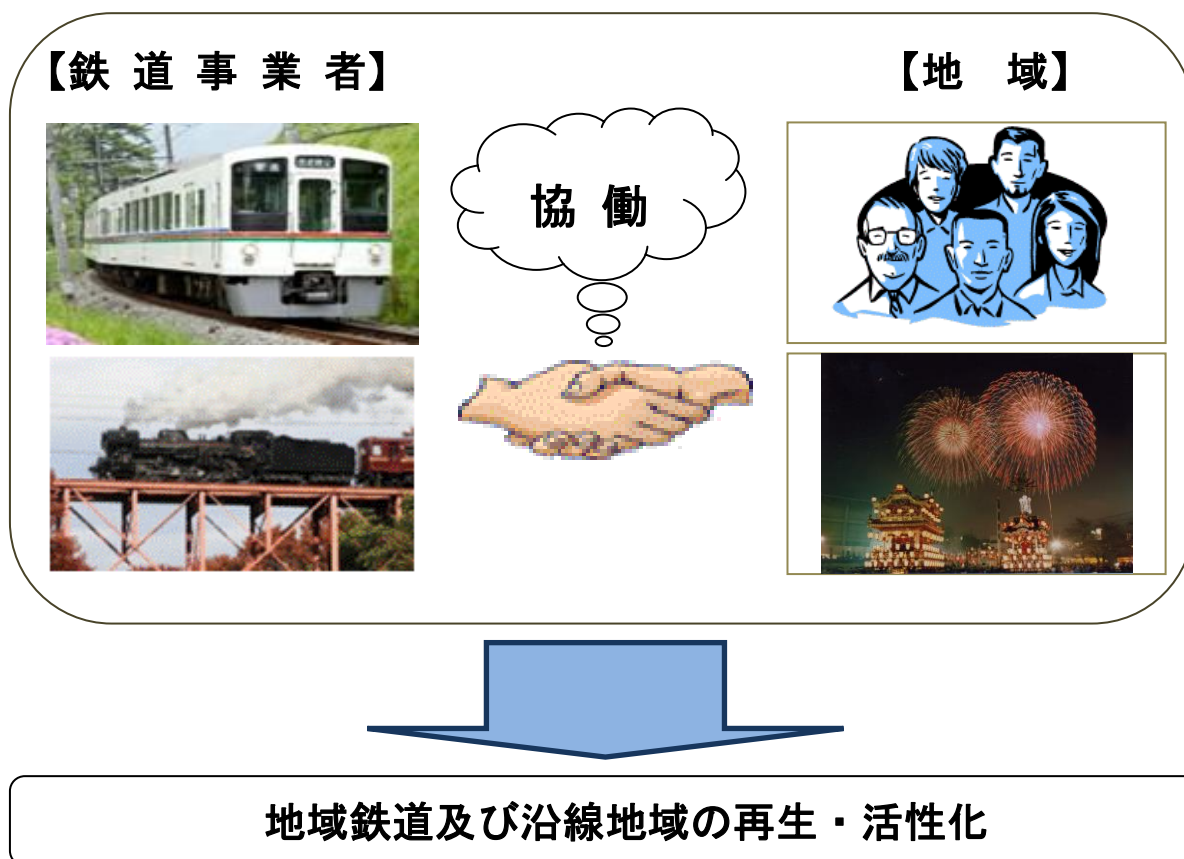 【鉄 道 事 業 者】
【地　域】
協 働
地域鉄道及び沿線地域の再生・活性化